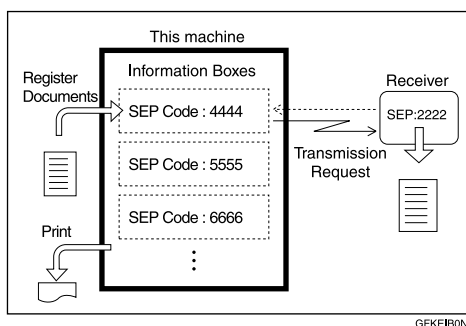 This machine
Information Boxes
Register
Documents
SEP Code : 4444
SEP Code : 5555
SEP Code : 6666
Print
Receiver
SEP:2222
Transmission
Request
GFKEIB0N